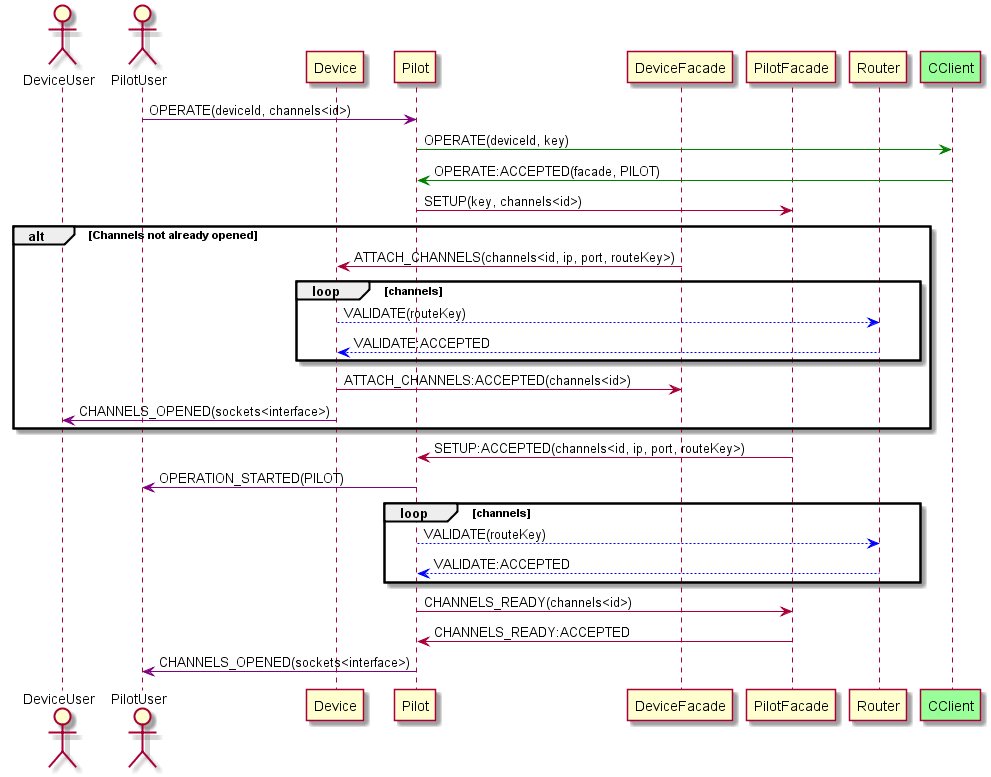 DeviceUser
PilotUser
Device
Pilot
DeviceFacade
PilotFacade
Router
CClient
OPERATE(deviceId, channels<id>)
OPERATE(deviceId, key)
OPERATE:ACCEPTED(facade, PILOT)
SETUP(key, channels<id>)
alt
[Channels not already opened]
ATTACH_CHANNELS(channels<id, ip, port, routeKey>)
loop
[channels]
VALIDATE(routeKey)
VALIDATE:ACCEPTED
ATTACH_CHANNELS:ACCEPTED(channels<id>)
CHANNELS_OPENED(sockets<interface>)
SETUP:ACCEPTED(channels<id, ip, port, routeKey>)
OPERATION_STARTED(PILOT)
loop
[channels]
VALIDATE(routeKey)
VALIDATE:ACCEPTED
CHANNELS_READY(channels<id>)
CHANNELS_READY:ACCEPTED
CHANNELS_OPENED(sockets<interface>)
DeviceUser
PilotUser
Device
Pilot
DeviceFacade
PilotFacade
Router
CClient